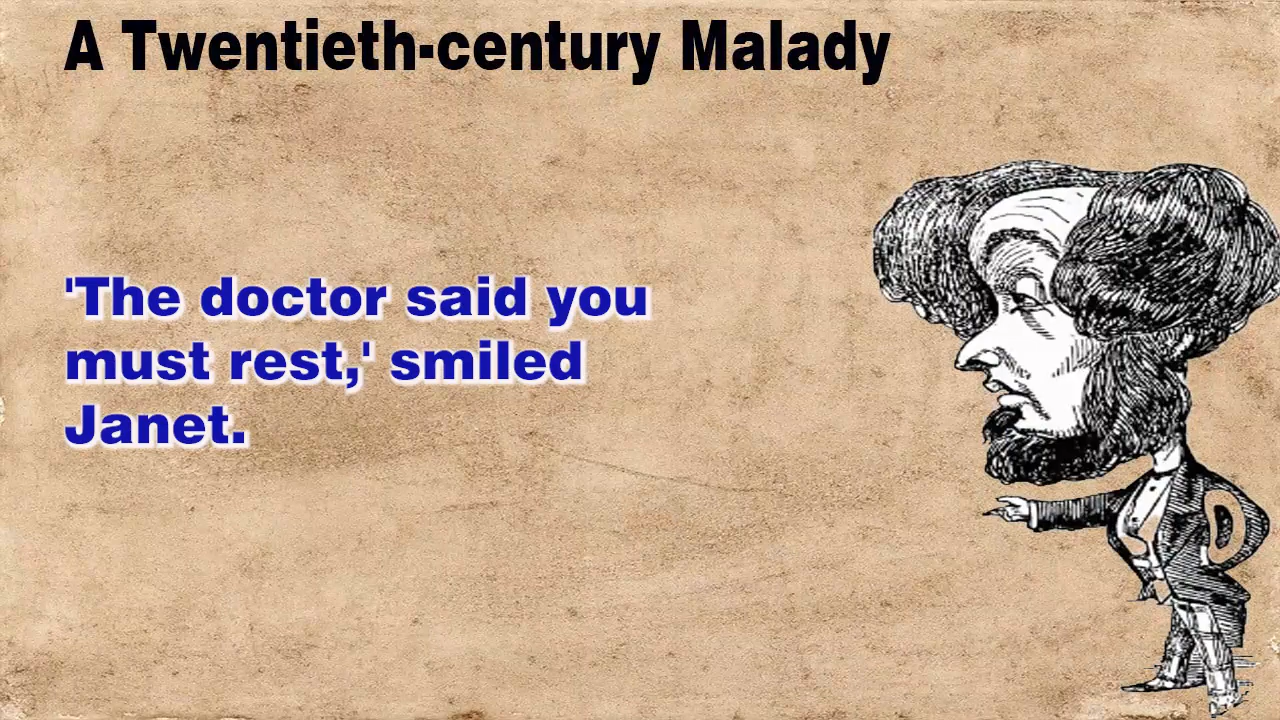 A Twentieth-century Malady
'The doctor said you
must rest,' smiled
Janet.